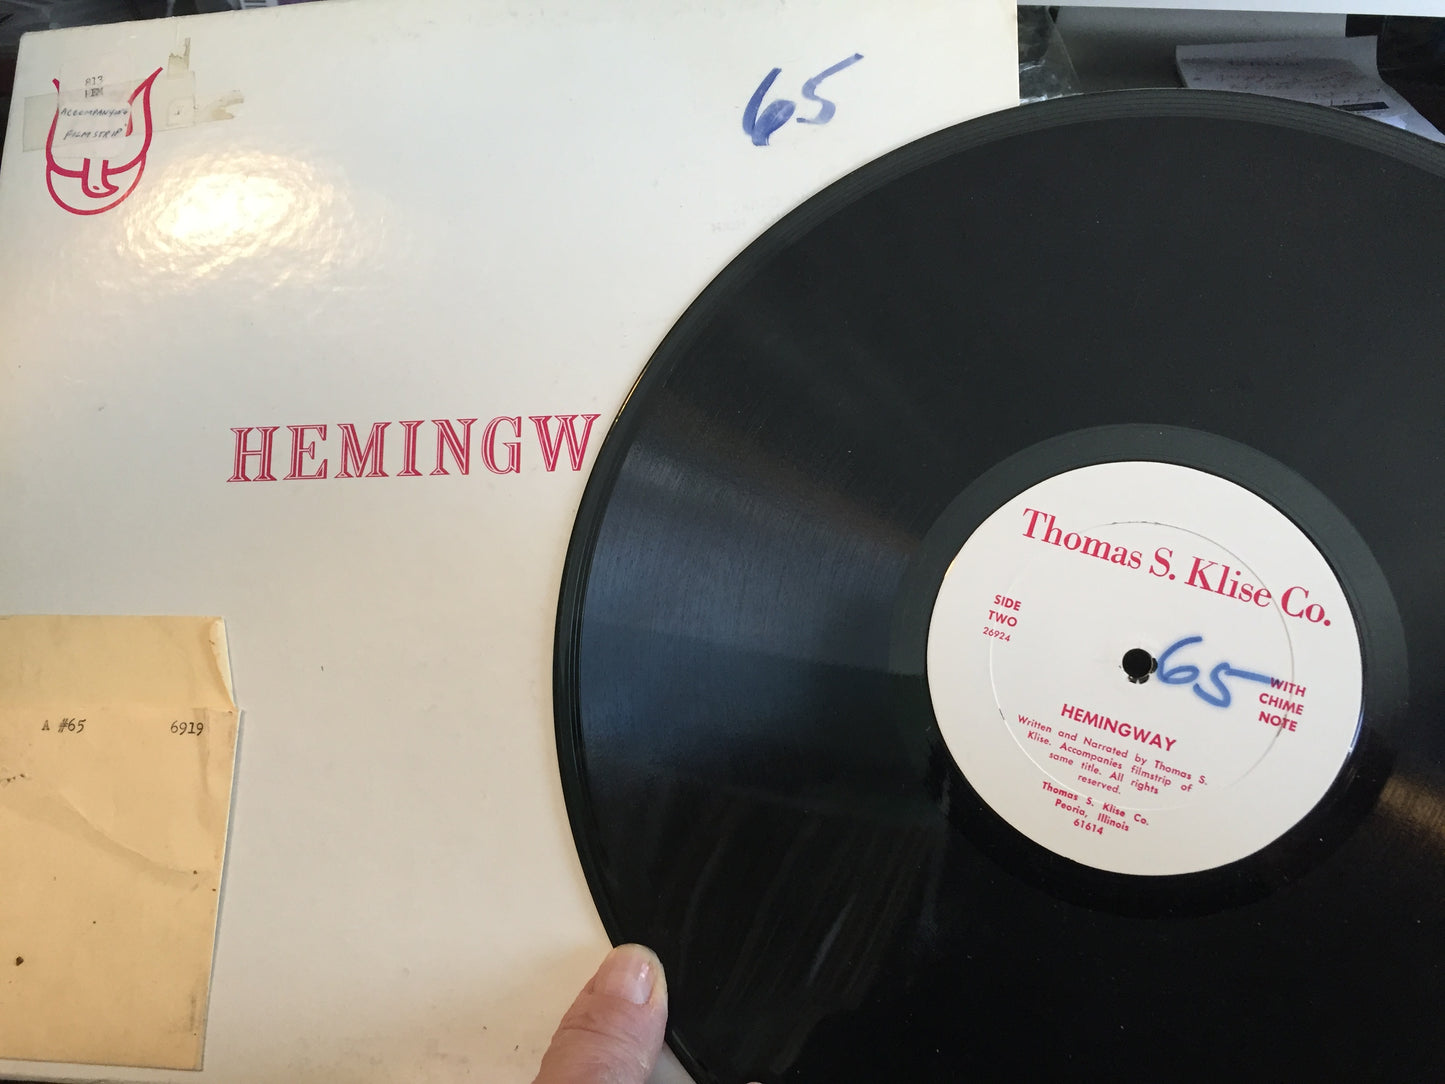 813
HEM
ACCOMPANYING
FILMSTRIP
65
HEMINGW
A #65 6919
Thomas S. Klise Co.
SIDE
TWO
26924
65
WITH
CHIME
NOTE
HEMINGWAY
Written and Narrated by Thomas S.
Klise. Accompanies filmstrip of
same title. All rights
reserved.
Thomas S. Klise Co.
Peoria, Illinois
61614